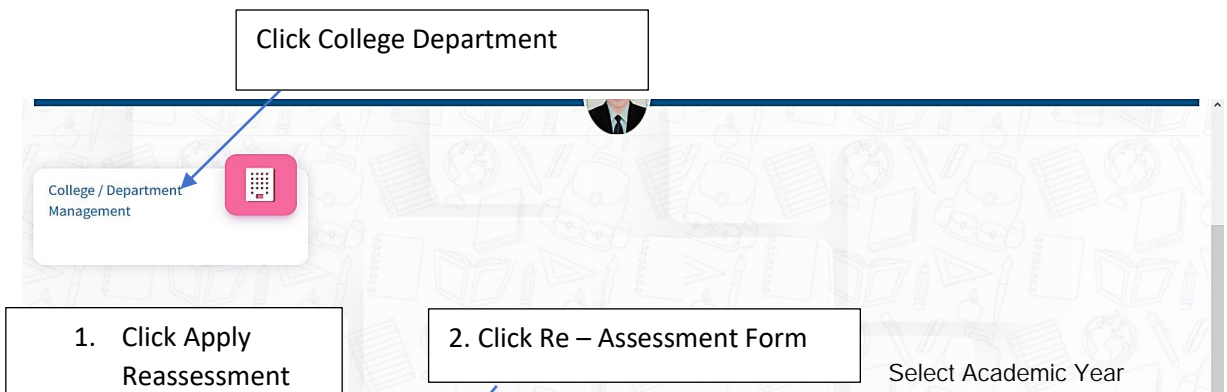 Click College Department
College / Department
Management
1. Click Apply
Reassessment
2. Click Re – Assessment Form
Select Academic Year